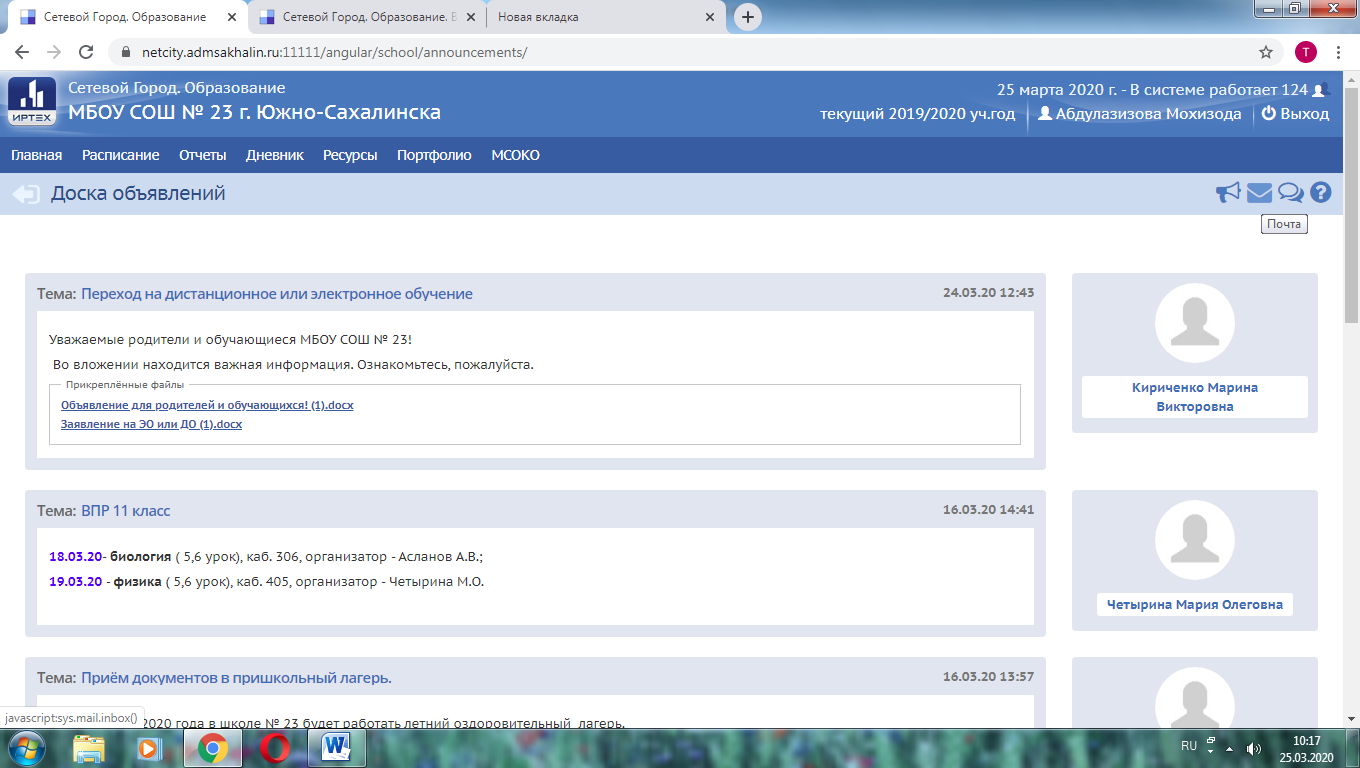 Сетевой Город. Образование
Сетевой Город. Образование. В
Новая вкладка
netcity.admsakhalin.ru:11111/angular/school/announcements/
T
ИРТЕХ
Сетевой Город. Образование
МБОУ СОШ № 23 г. Южно-Сахалинска
25 марта 2020 г. - В системе работает 124
текущий 2019/2020 уч.год
Абдулазизова Мохизода
Выход
Главная Расписание Отчеты Дневник Ресурсы Портфолио МСОКО
Доска объявлений
Почта
Тема: Переход на дистанционное или электронное обучение
24.03.20 12:43
Уважаемые родители и обучающиеся МБОУ СОШ № 23!
Во вложении находится важная информация. Ознакомьтесь, пожалуйста.
Прикреплённые файлы
Объявление для родителей и обучающихся! (1).docx
Заявление на ЭО или ДО (1).docx
Кириченко Марина
Викторовна
Тема: ВПР 11 класс
16.03.20 14:41
18.03.20- биология ( 5,6 урок), каб. 306, организатор - Асланов А.В.;
19.03.20 - физика ( 5,6 урок), каб. 405, организатор - Четырина М.О.
Четырина Мария Олеговна
Тема: Приём документов в пришкольный лагерь.
16.03.20 13:57
2020 года в школе № 23 будет работать летний оздоровительный лагерь.
javascript:sys.mail.inbox()
RU
10:17
25.03.2020